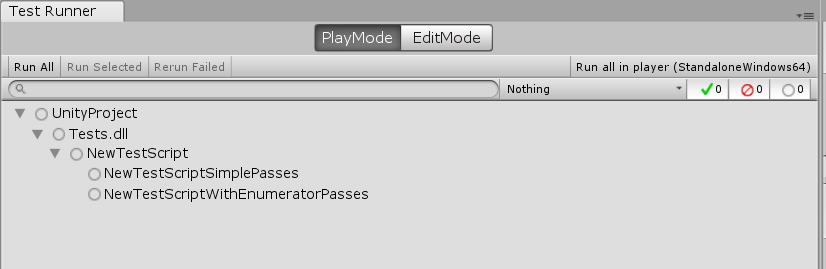 Test Runner
PlayMode EditMode
Run All Run Selected Rerun Failed Run all in player (StandaloneWindows64)
Nothing 0 0 0
UnityProject
Tests.dll
NewTestScript
NewTestScriptSimplePasses
NewTestScriptWithEnumeratorPasses